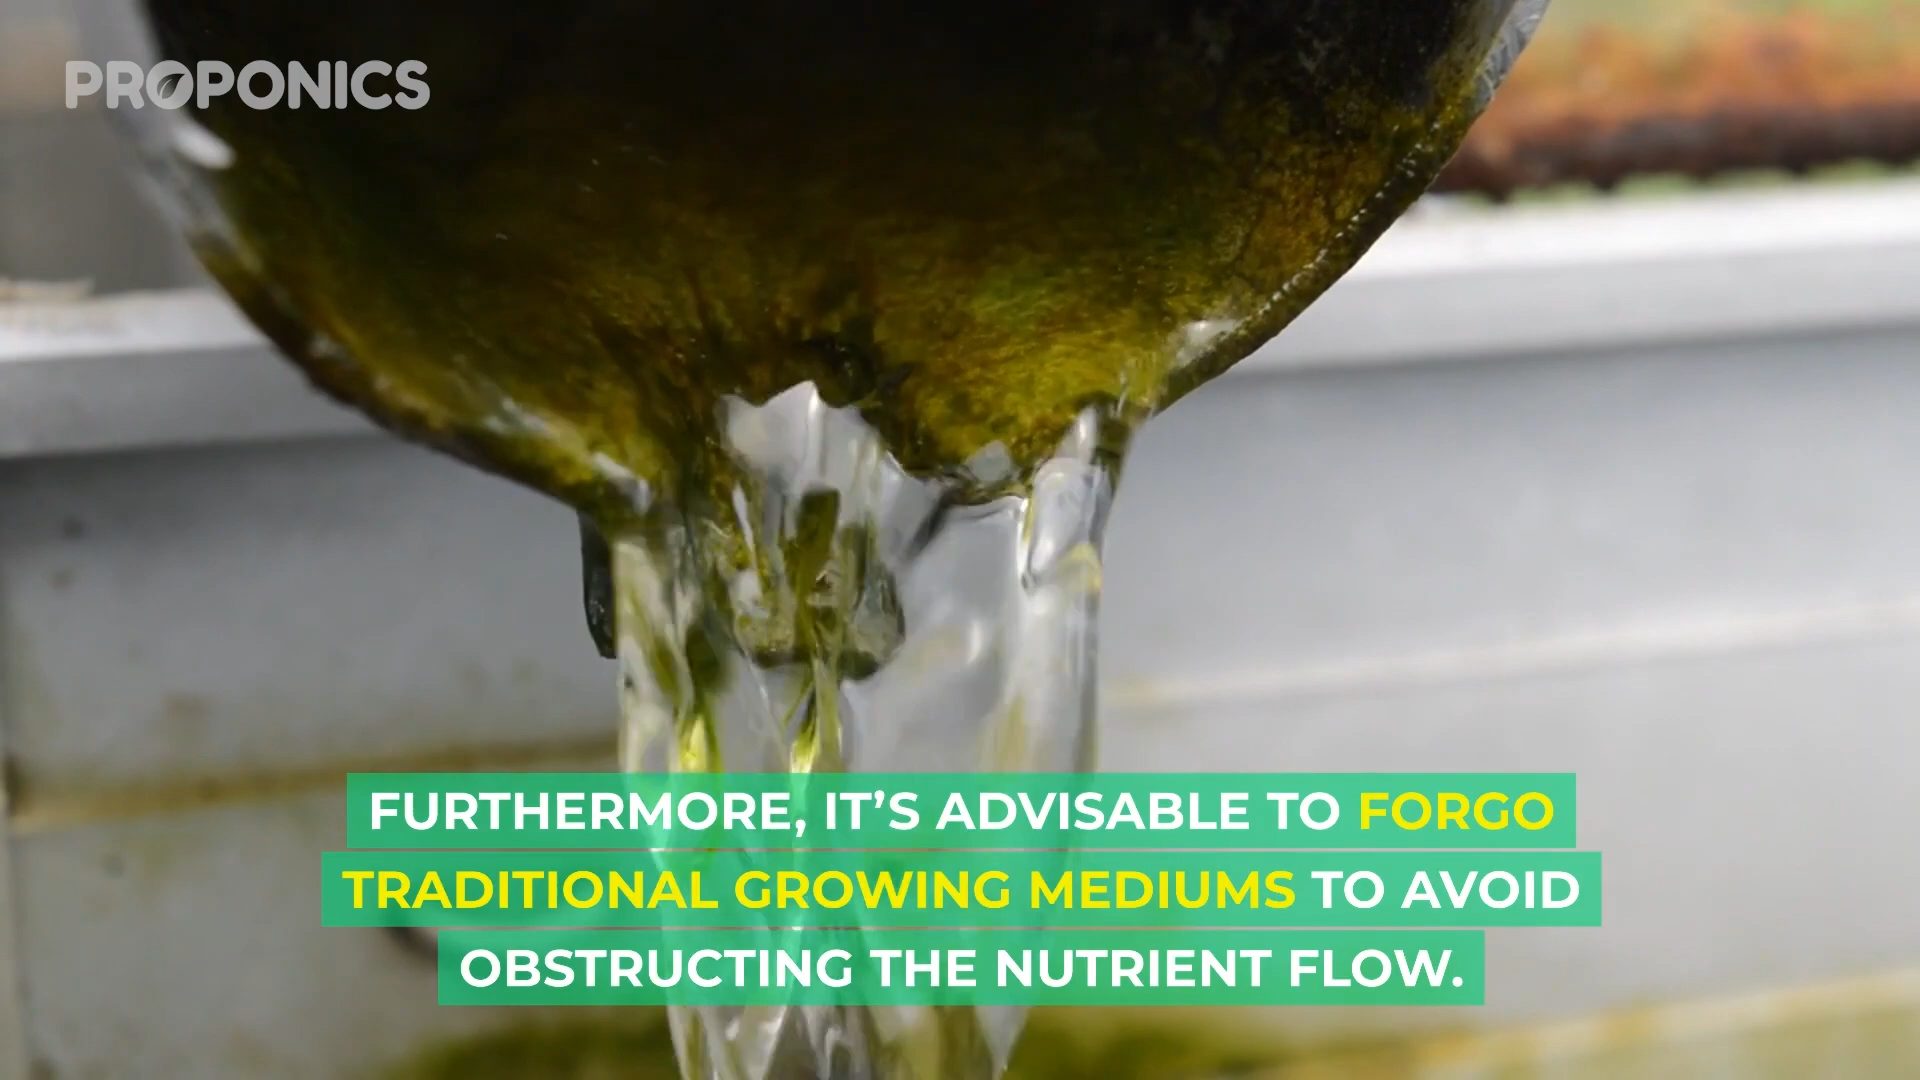 PROPONICS
FURTHERMORE, IT’S ADVISABLE TO FORGO
TRADITIONAL GROWING MEDIUMS TO AVOID
OBSTRUCTING THE NUTRIENT FLOW.